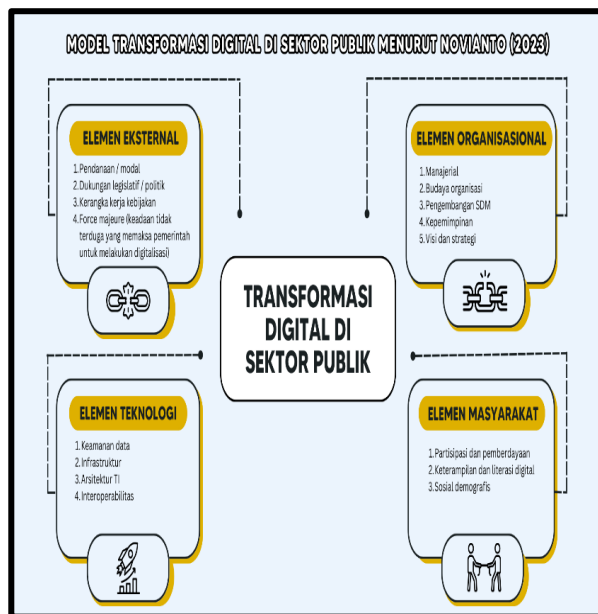 MODEL TRANSFORMASI DIGITAL DI SEKTOR PUBLIK MENURUT NOVIANTO (2023)
ELEMEN EKSTERNAL
1. Pendanaan / modal
2. Dukungan legislatif / politik
3. Kerangka kerja kebijakan
4. Force majeure (keadaan tidak
terduga yang memaksa pemerintah
untuk melakukan digitalisasi)
ELEMEN ORGANISASIONAL
1. Manajerial
2. Budaya organisasi
3. Pengembangan SDM
4. Kepemimpinan
5. Visi dan strategi
TRANSFORMASI
DIGITAL DI
SEKTOR PUBLIK
ELEMEN TEKNOLOGI
1. Keamanan data
2. Infrastruktur
3. Arsitektur TI
4. Interoperabilitas
ELEMEN MASYARAKAT
1. Partisipasi dan pemberdayaan
2. Keterampilan dan literasi digital
3. Sosial demografis